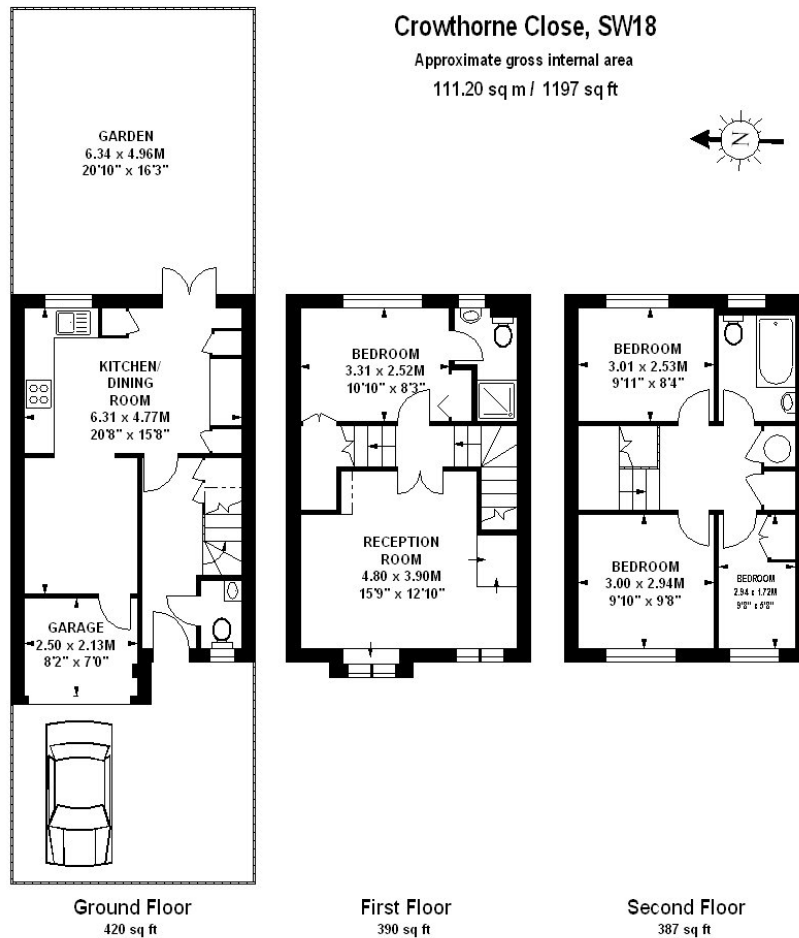 Crowthorne Close, SW18
Approximate gross internal area
111.20 sq m / 1197 sq ft
N
GARDEN
6.34 x 4.96M
20'10" x 16'3"
KITCHEN/
DINING
ROOM
6.31 x 4.77M
20'8" x 15'8"
GARAGE
2.50 x 2.13M
8'2" x 7'0"
Ground Floor
420 sq ft
BEDROOM
3.31 x 2.52M
10'10" x 8'3"
RECEPTION
ROOM
4.80 x 3.90M
15'9" x 12'10"
First Floor
390 sq ft
BEDROOM
3.01 x 2.53M
9'11" x 8'4"
BEDROOM
3.00 x 2.94M
9'10" x 9'8"
BEDROOM
2.94 x 1.72M
9'8" x 5'8"
Second Floor
387 sq ft